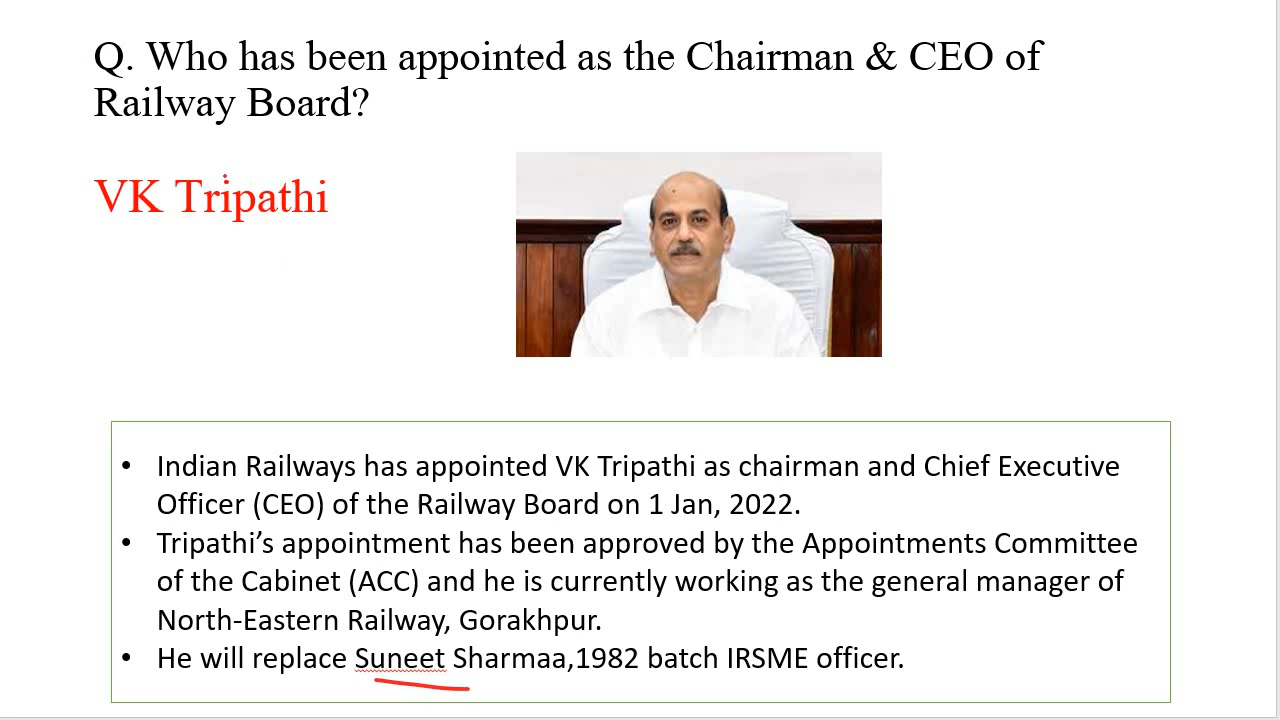 Q. Who has been appointed as the Chairman & CEO of
Railway Board?
VK Tripathi
• Indian Railways has appointed VK Tripathi as chairman and Chief Executive
Officer (CEO) of the Railway Board on 1 Jan, 2022.
• Tripathi’s appointment has been approved by the Appointments Committee
of the Cabinet (ACC) and he is currently working as the general manager of
North-Eastern Railway, Gorakhpur.
• He will replace Suneet Sharmaa,1982 batch IRSME officer.